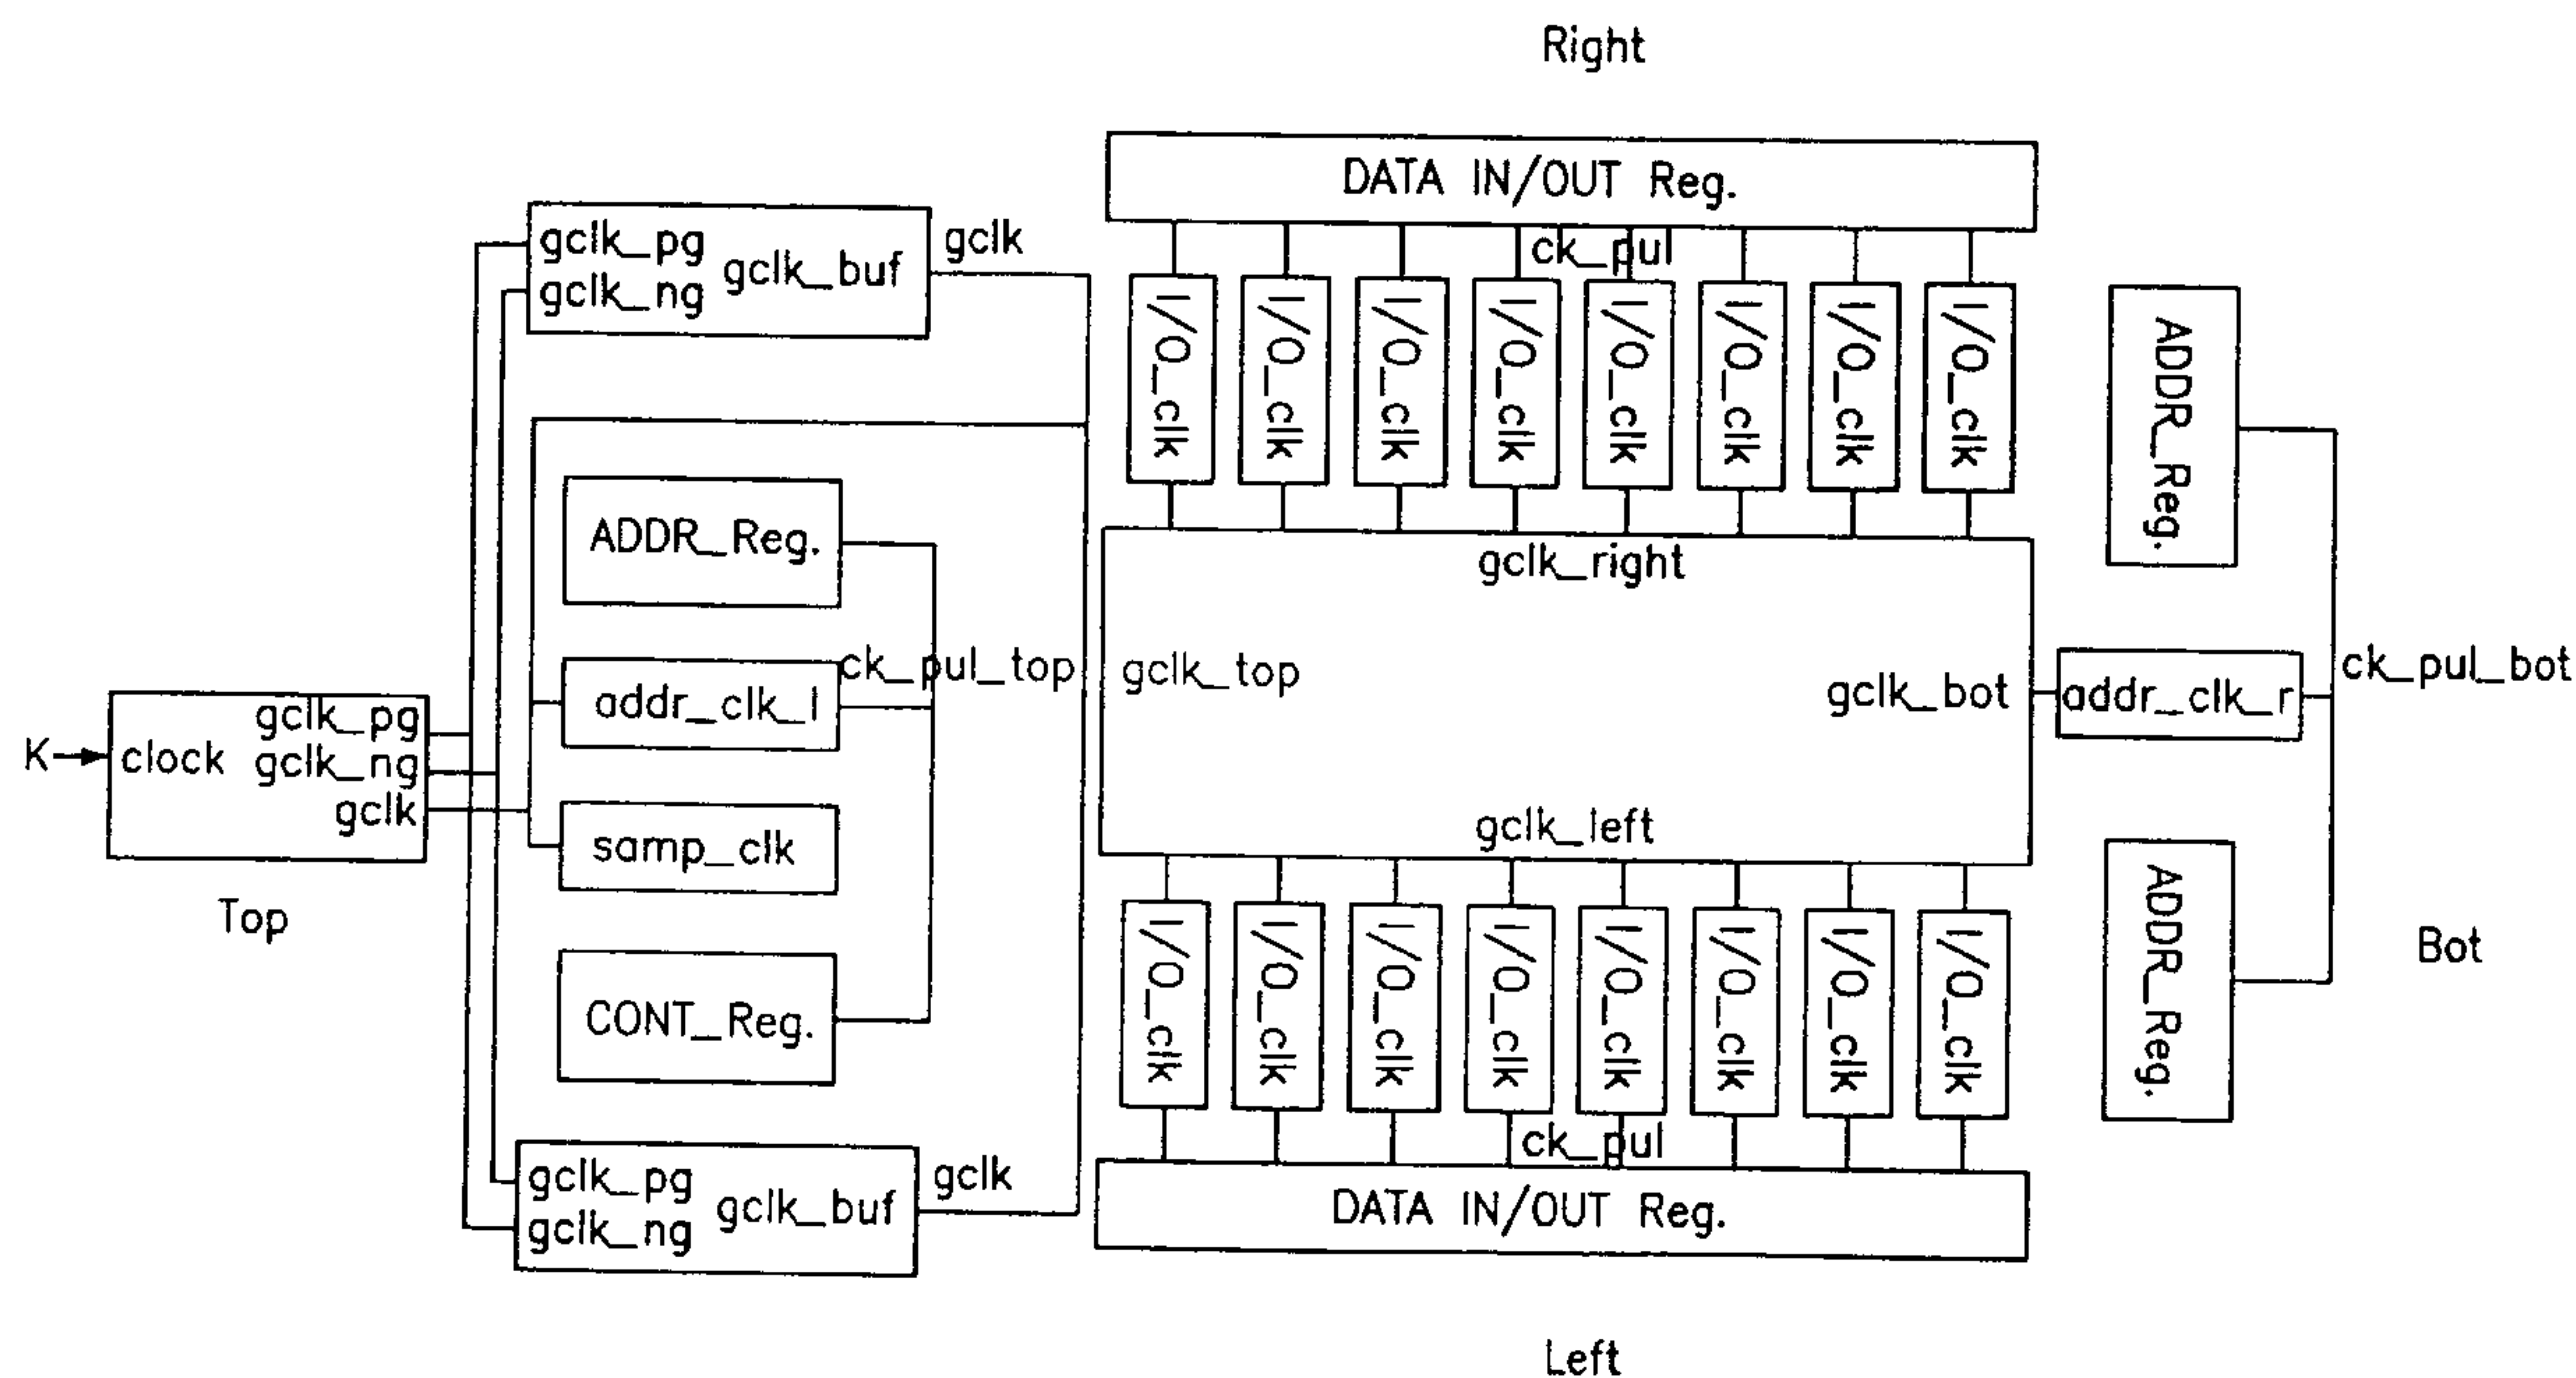 Right
DATA IN/OUT Reg.
gclk_pg
gclk_ng
gclk_buf
gclk
ck_pul
I/O_clk
I/O_clk
I/O_clk
I/O_clk
I/O_clk
I/O_clk
I/O_clk
I/O_clk
ADDR_Reg.
ADDR_Reg.
gclk_right
addr_clk_l
ck_pul_top
gclk_top
gclk_bot
addr_clk_r
ck_pul_bot
K
clock
gclk_pg
gclk_ng
gclk
Top
samp_clk
gclk_left
CONT_Reg.
I/O_clk
I/O_clk
I/O_clk
I/O_clk
I/O_clk
I/O_clk
I/O_clk
I/O_clk
ADDR_Reg.
Bot
gclk_pg
gclk_ng
gclk_buf
gclk
ck_pul
DATA IN/OUT Reg.
Left